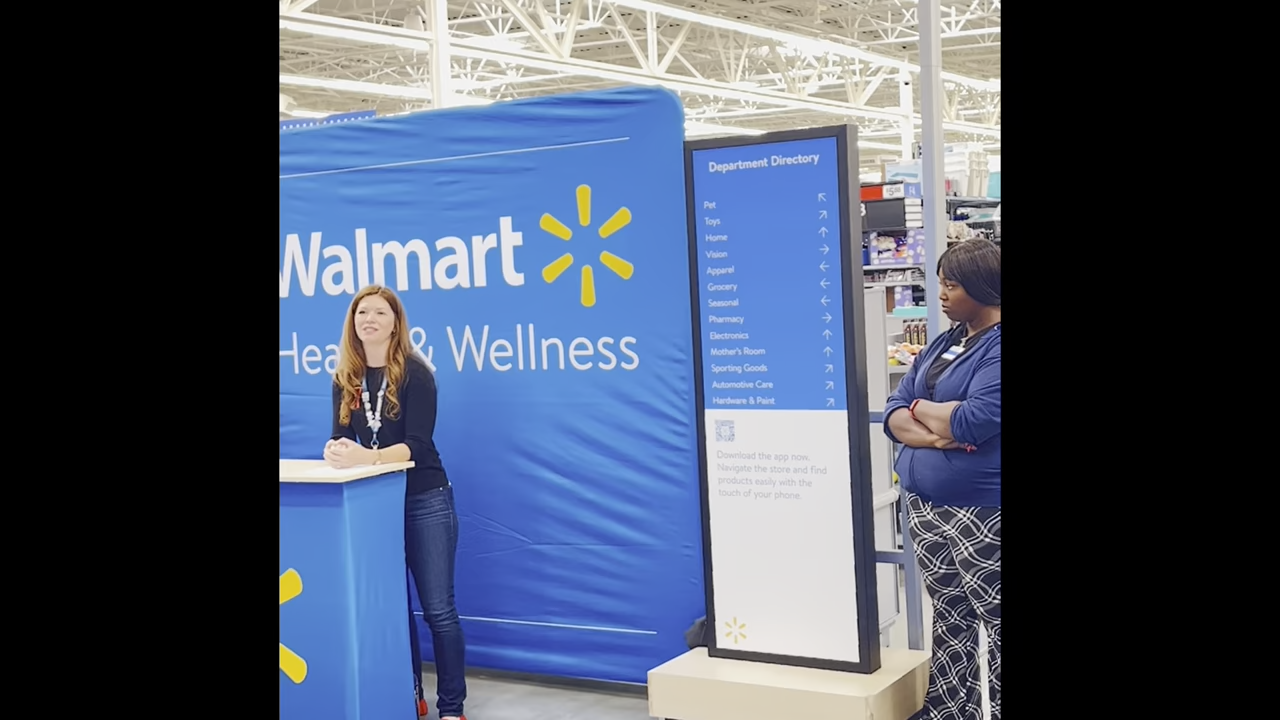 Walmart
Hea & Wellness
Department Directory
Pet
Toys
Home
Vision
Apparel
Grocery
Seasonal
Pharmacy
Electronics
Mother's Room
Sporting Goods
Automotive Care
Hardware & Paint
Download the app now.
Navigate the store and find
products easily with the
touch of your phone.